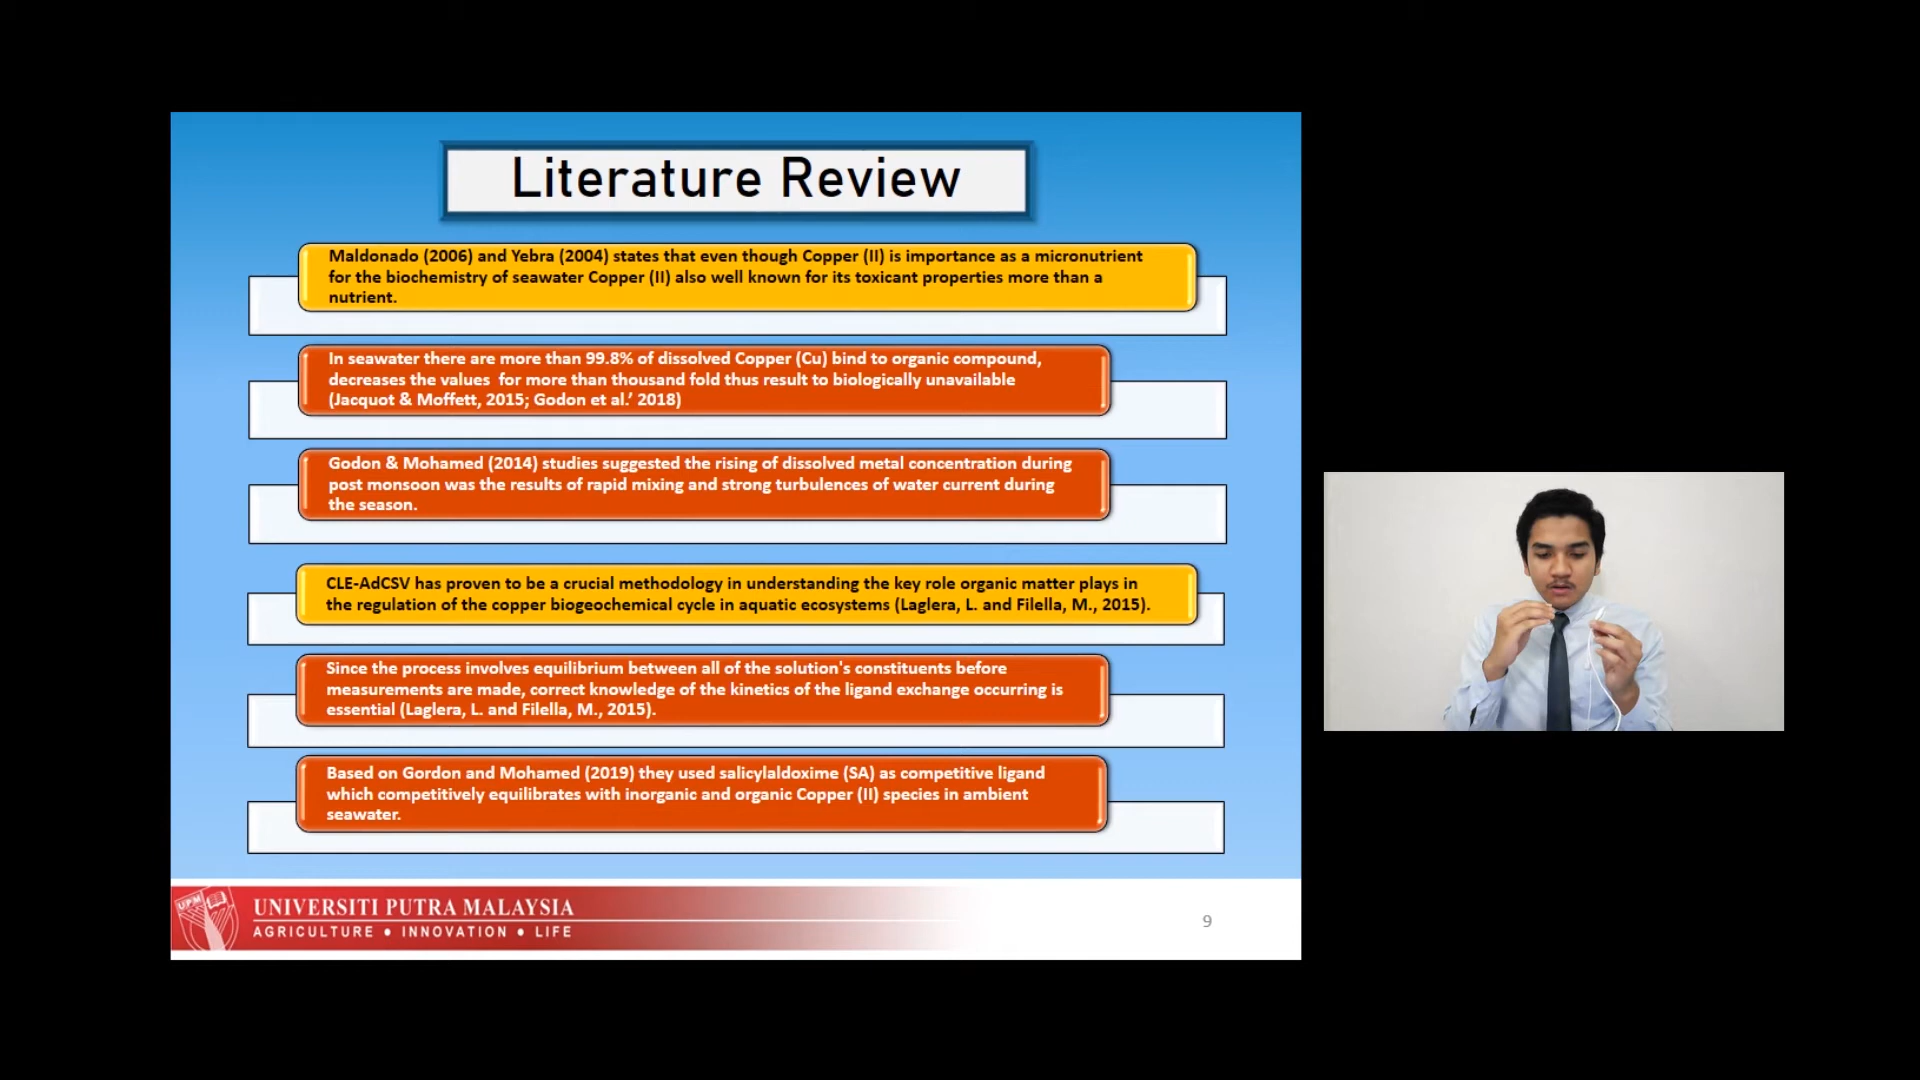 Literature Review
Maldonado (2006) and Yebra (2004) states that even though Copper (II) is importance as a micronutrient
for the biochemistry of seawater Copper (II) also well known for its toxicant properties more than a
nutrient.
In seawater there are more than 99.8% of dissolved Copper (Cu) bind to organic compound,
decreases the values for more than thousand fold thus result to biologically unavailable
(Jacquot & Moffett, 2015; Godon et al.’ 2018)
Godon & Mohamed (2014) studies suggested the rising of dissolved metal concentration during
post monsoon was the results of rapid mixing and strong turbulences of water current during
the season.
CLE-AdCSV has proven to be a crucial methodology in understanding the key role organic matter plays in
the regulation of the copper biogeochemical cycle in aquatic ecosystems (Laglera, L. and Filella, M., 2015).
Since the process involves equilibrium between all of the solution's constituents before
measurements are made, correct knowledge of the kinetics of the ligand exchange occurring is
essential (Laglera, L. and Filella, M., 2015).
Based on Gordon and Mohamed (2019) they used salicylaldoxime (SA) as competitive ligand
which competitively equilibrates with inorganic and organic Copper (II) species in ambient
seawater.
UPM
UNIVERSITI PUTRA MALAYSIA
AGRICULTURE • INNOVATION • LIFE
9